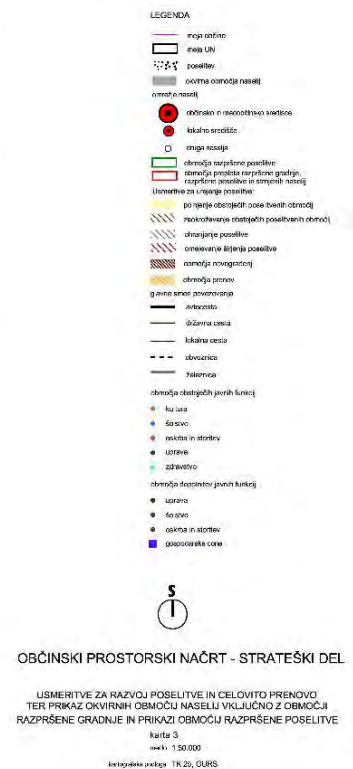 LEGENDA
meja občine
meja UN
poselitev
okvirna območja naselij
omrežje naselij
občinsko in medobčinsko središče
lokalno središče
druga naselja
območja razpršene poselitve
območja prepleta razpršene gradnje,
razpršene poselitve in strnjenih naselij
Usmeritve za urejanje poselitve:
polnjenje obstoječih poselitvenih območij
zaokroževanje obstoječih poselitvenih območij
ohranjanje poselitve
omejevanje širjenja poselitve
območja novogradenj
območja prenov
glavne smeri povezovanja
avtocesta
državna cesta
lokalna cesta
obvoznica
železnica
območja obstoječih javnih funkcij
kultura
šolstvo
oskrba in storitev
uprava
zdravstvo
območja dopolnitev javnih funkcij
uprava
šolstvo
oskrba in storitev
gospodarske cone
S
OBČINSKI PROSTORSKI NAČRT - STRATEŠKI DEL
USMERITVE ZA RAZVOJ POSELITVE IN CELOVITO PRENOVO
TER PRIKAZ OKVIRNIH OBMOČIJ NASELIJ VKLJUČNO Z OBMOČJI
RAZPRŠENE GRADNJE IN PRIKAZI OBMOČIJ RAZPRŠENE POSELITVE
karta 3
merilo 1:50.000
kartografska podloga TK 25, GURS